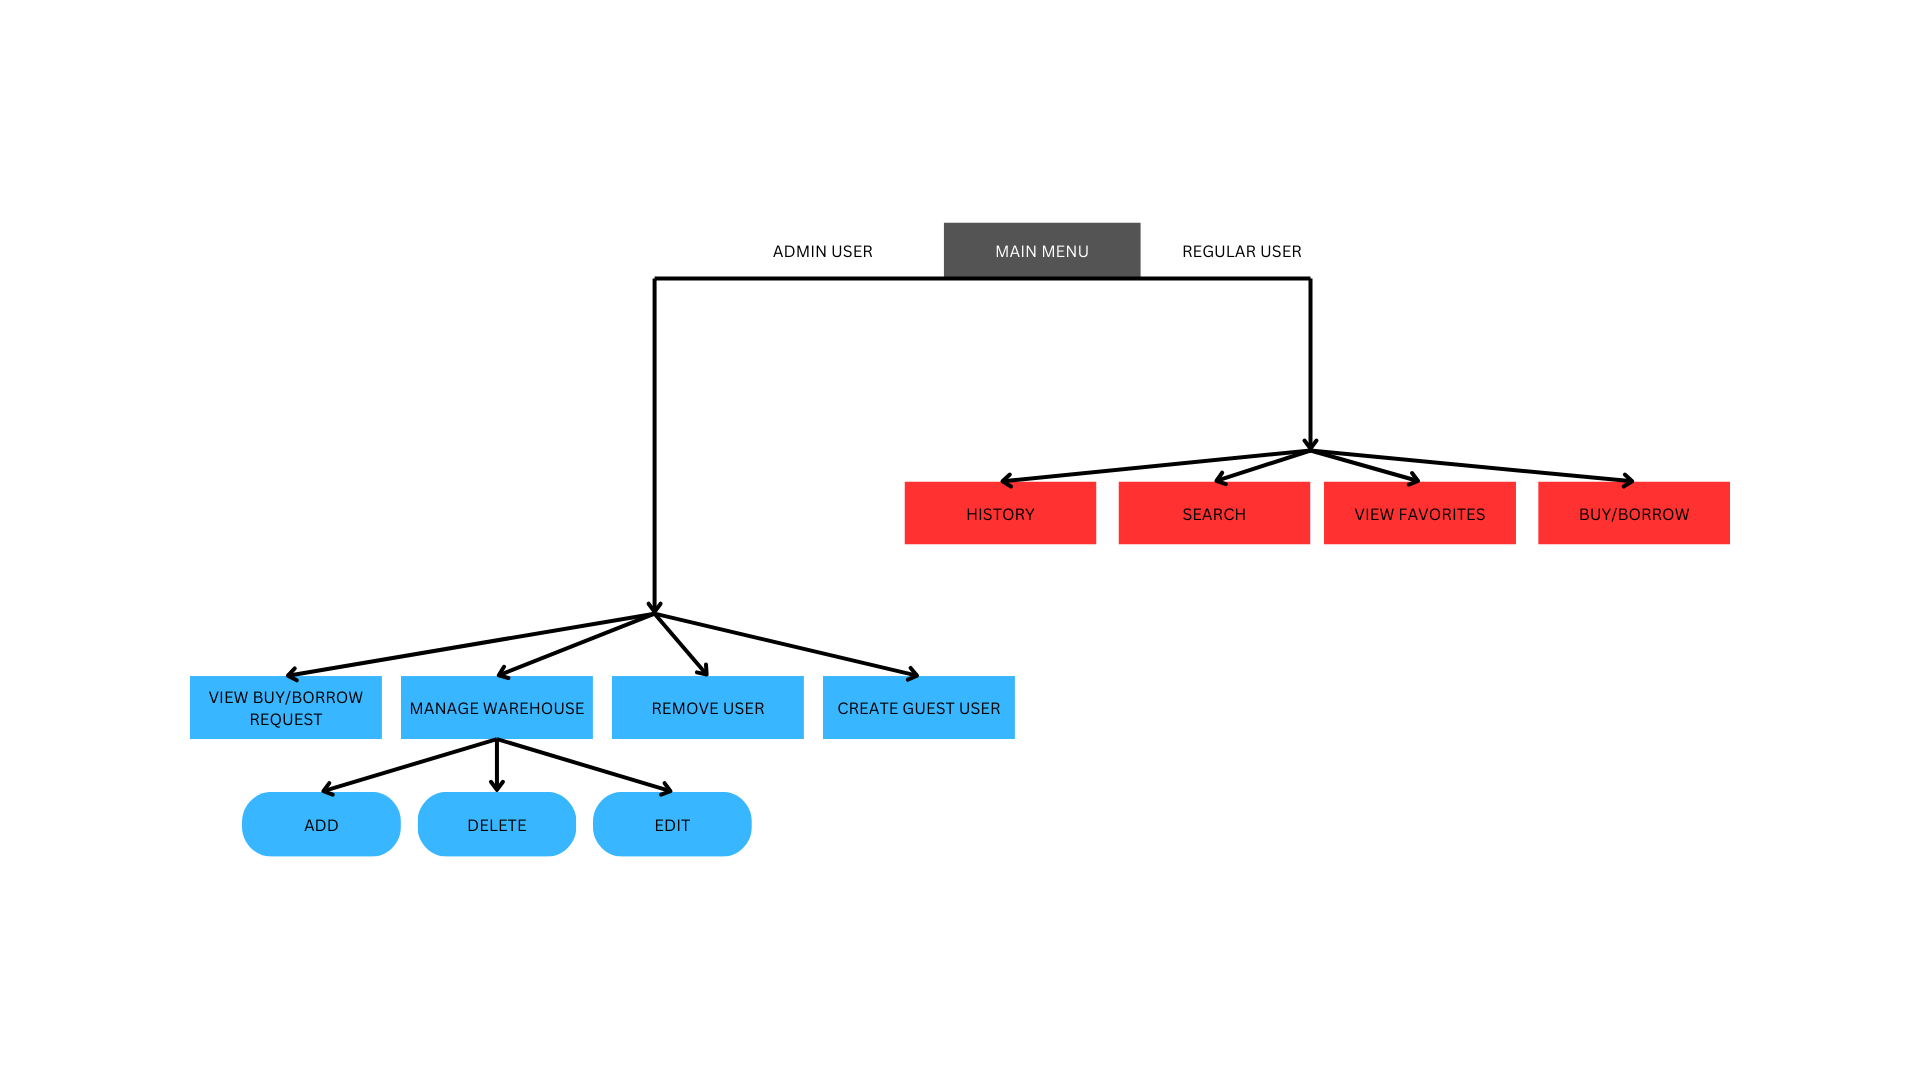 ADMIN USER
MAIN MENU
REGULAR USER
HISTORY
SEARCH
VIEW FAVORITES
BUY/BORROW
VIEW BUY/BORROW
REQUEST
MANAGE WAREHOUSE
REMOVE USER
CREATE GUEST USER
ADD
DELETE
EDIT